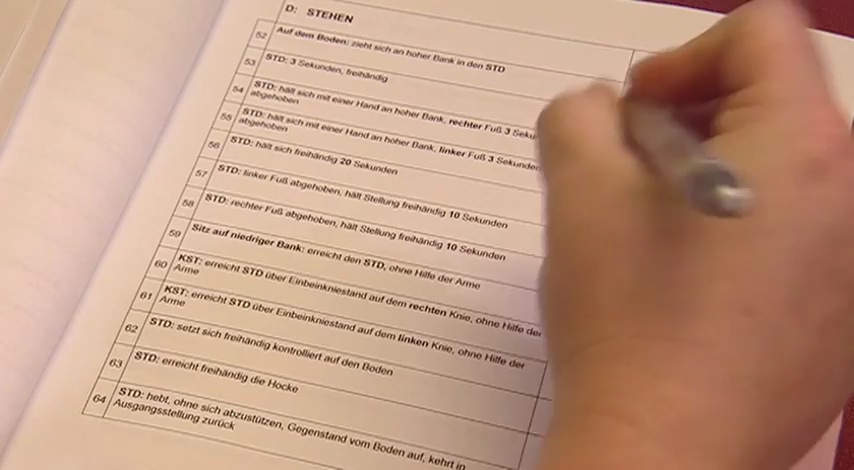 D: STEHEN
52 Auf dem Boden: zieht sich an hoher Bank in den STD
53 STD: 3 Sekunden, freihändig
54 STD: hält sich mit einer Hand an hoher Bank, rechter Fuß 3
abgehoben
55 STD: hält sich mit einer Hand an hoher Bank, linker Fuß 3 Sekunden
abgehoben
56 STD: hält sich freihändig 20 Sekunden
57 STD: linker Fuß abgehoben, hält Stellung freihändig 10 Sekunden
58 STD: rechter Fuß abgehoben, hält Stellung freihändig 10 Sekunden
59 Sitz auf niedriger Bank: erreicht den STD, ohne Hilfe der Arme
60 KST: erreicht STD über Einbeinkniestand auf dem rechten Knie, ohne Hilfe der
Arme
61 KST: erreicht STD über Einbeinkniestand auf dem linken Knie, ohne Hilfe der
Arme
62 STD: setzt sich freihändig kontrolliert auf den Boden
63 STD: erreicht freihändig die Hocke
64 STD: hebt, ohne sich abzustützen, Gegenstand vom Boden auf, kehrt in
Ausgangsstellung zurück